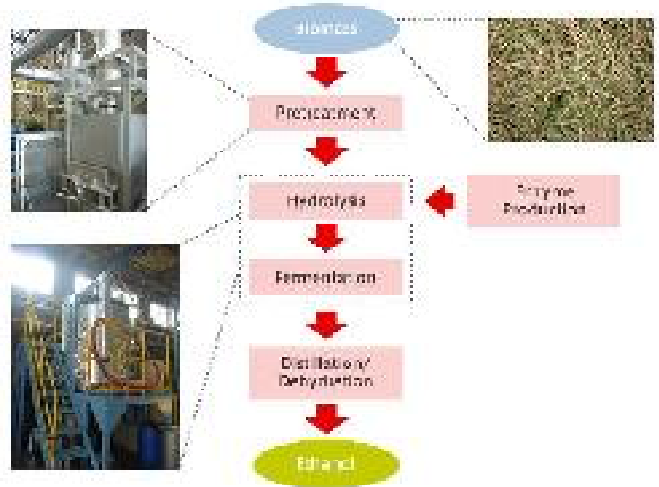 Biomass
Pretreatment
Hydrolysis
Enzyme
Production
Fermentation
Distillation/
Dehydration
Ethanol